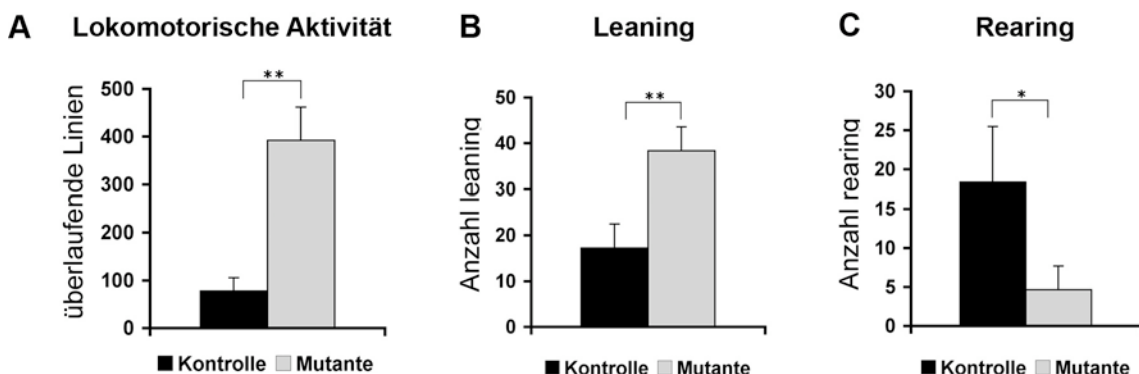 A Lokomotorische Aktivität
überlaufende Linien
500
400
300
200
100
0
**
Kontrolle Mutante
B Leaning
Anzahl leaning
50
40
30
20
10
0
**
Kontrolle Mutante
C Rearing
Anzahl rearing
30
25
20
15
10
5
0
*
Kontrolle Mutante